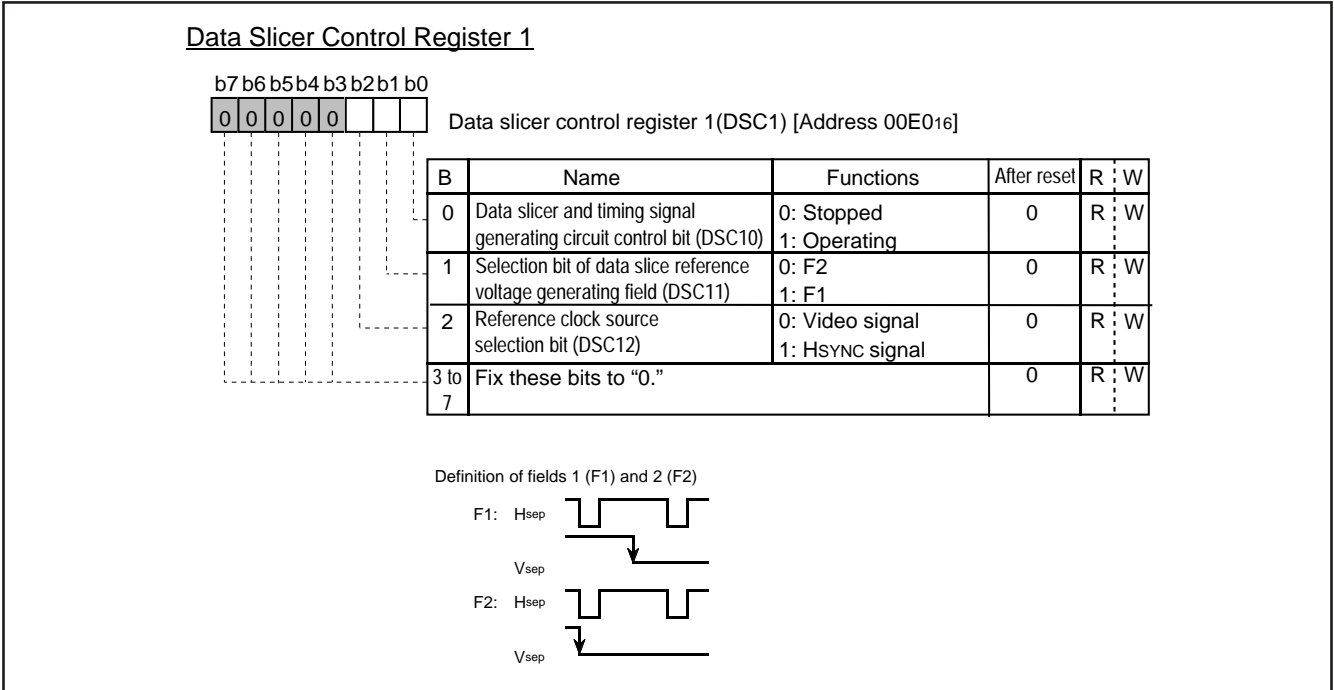 Data Slicer Control Register 1
b7 b6 b5 b4 b3 b2 b1 b0
0 0 0 0 0
Data slicer control register 1(DSC1) [Address 00E016]
B Name Functions After reset R W
0 Data slicer and timing signal 0: Stopped 0 R W
generating circuit control bit (DSC10) 1: Operating
1 Selection bit of data slice reference 0: F2 0 R W
voltage generating field (DSC11) 1: F1
2 Reference clock source 0: Video signal 0 R W
selection bit (DSC12) 1: HSYNC signal
3 to Fix these bits to “0.” 0 R W
7
Definition of fields 1 (F1) and 2 (F2)
F1: Hsep
Vsep
F2: Hsep
Vsep